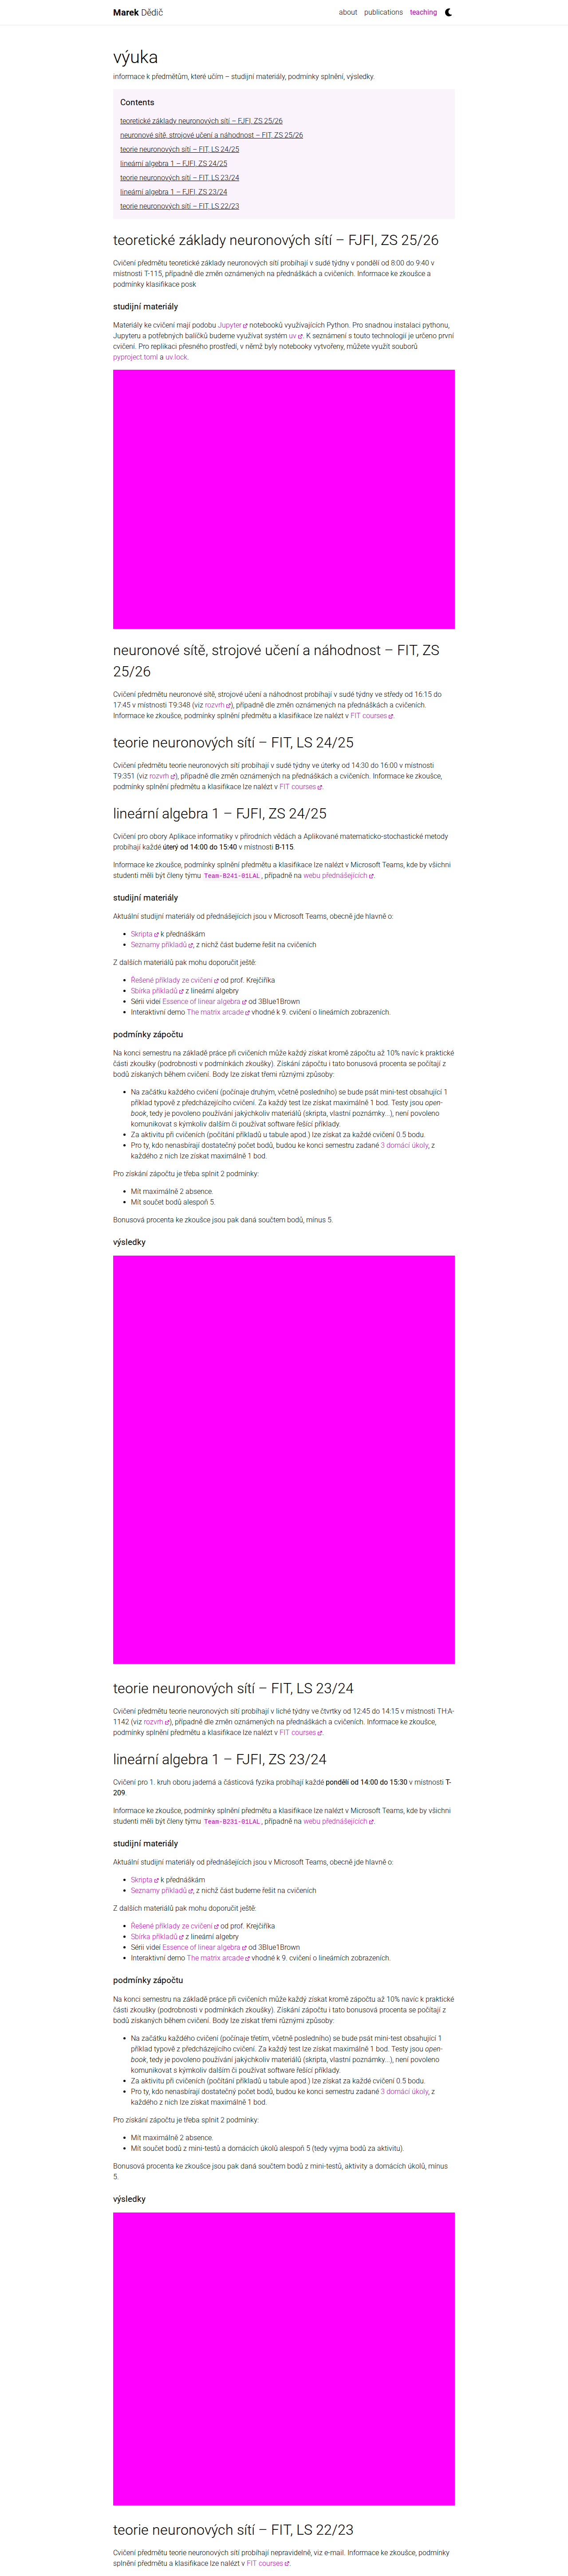 Marek Dědič
about publications teaching
výuka
informace k předmětům, které učím – studijní materiály, podmínky splnění, výsledky.
Contents
teoretické základy neuronových sítí – FJFI, ZS 25/26
neuronové sítě, strojové učení a náhodnost – FIT, ZS 25/26
teorie neuronových sítí – FIT, LS 24/25
lineární algebra 1 – FJFI, ZS 24/25
teorie neuronových sítí – FIT, LS 23/24
lineární algebra 1 – FJFI, ZS 23/24
teorie neuronových sítí – FIT, LS 22/23
teoretické základy neuronových sítí – FJFI, ZS 25/26
Cvičení předmětu teoretické základy neuronových sítí probíhají v sudé týdny v pondělí od 8:00 do 9:40 v
místnosti T-115, případně dle změn oznámených na přednáškách a cvičeních. Informace ke zkoušce a
podmínky klasifikace posk
studijní materiály
Materiály ke cvičení mají podobu Jupyter notebooků využívajících Python. Pro snadnou instalaci pythonu,
Jupyteru a potřebných balíčků budeme využívat systém uv. K seznámení s touto technologií je určeno první
cvičení. Pro replikaci přesného prostředí, v němž byly notebooky vytvořeny, můžete využít souborů
pyproject.toml a uv.lock.
neuronové sítě, strojové učení a náhodnost – FIT, ZS
25/26
Cvičení předmětu neuronové sítě, strojové učení a náhodnost probíhají v sudé týdny ve středy od 16:15 do
17:45 v místnosti T9:348 (viz rozvrh), případně dle změn oznámených na přednáškách a cvičeních.
Informace ke zkoušce, podmínky splnění předmětu a klasifikace lze nalézt v FIT courses.
teorie neuronových sítí – FIT, LS 24/25
Cvičení předmětu teorie neuronových sítí probíhají v sudé týdny ve úterky od 14:30 do 16:00 v místnosti
T9:351 (viz rozvrh), případně dle změn oznámených na přednáškách a cvičeních. Informace ke zkoušce,
podmínky splnění předmětu a klasifikace lze nalézt v FIT courses.
lineární algebra 1 – FJFI, ZS 24/25
Cvičení pro obory Aplikace informatiky v přírodních vědách a Aplikované matematicko-stochastické metody
probíhají každé úterý od 14:00 do 15:40 v místnosti B-115.
Informace ke zkoušce, podmínky splnění předmětu a klasifikace lze nalézt v Microsoft Teams, kde by všichni
studenti měli být členy týmu Team-B241-01LAL, případně na webu přednášejících.
studijní materiály
Aktuální studijní materiály od přednášejících jsou v Microsoft Teams, obecně jde hlavně o:
Skripta k přednáškám
Seznamy příkladů, z nichž část budeme řešit na cvičeních
Z dalších materiálů pak mohu doporučit ještě:
Řešené příklady ze cvičení od prof. Krejčiříka
Sbírka příkladů z lineární algebry
Sérii videí Essence of linear algebra od 3Blue1Brown
Interaktivní demo The matrix arcade vhodné k 9. cvičení o lineárních zobrazeních.
podmínky zápočtu
Na konci semestru na základě práce při cvičeních může každý získat kromě zápočtu až 10% navíc k praktické
části zkoušky (podrobnosti v podmínkách zkoušky). Získání zápočtu i tato bonusová procenta se počítají z
bodů získaných během cvičení. Body lze získat třemi různými způsoby:
Na začátku každého cvičení (počínaje druhým, včetně posledního) se bude psát mini-test obsahující 1
příklad typově z předcházejícího cvičení. Za každý test lze získat maximálně 1 bod. Testy jsou open-
book, tedy je povoleno používání jakýchkoliv materiálů (skripta, vlastní poznámky...), není povoleno
komunikovat s kýmkoliv dalším či používat software řešící příklady.
Za aktivitu při cvičeních (počítání příkladů u tabule apod.) lze získat za každé cvičení 0.5 bodu.
Pro ty, kdo nenasbírají dostatečný počet bodů, budou ke konci semestru zadané 3 domácí úkoly, z
každého z nich lze získat maximálně 1 bod.
Pro získání zápočtu je třeba splnit 2 podmínky:
Mít maximálně 2 absence.
Mít součet bodů alespoň 5.
Bonusová procenta ke zkoušce jsou pak daná součtem bodů, mínus 5.
výsledky
teorie neuronových sítí – FIT, LS 23/24
Cvičení předmětu teorie neuronových sítí probíhají v liché týdny ve čtvrtky od 12:45 do 14:15 v místnosti TH:A-
1142 (viz rozvrh), případně dle změn oznámených na přednáškách a cvičeních. Informace ke zkoušce,
podmínky splnění předmětu a klasifikace lze nalézt v FIT courses.
lineární algebra 1 – FJFI, ZS 23/24
Cvičení pro 1. kruh oboru jaderná a částicová fyzika probíhají každé pondělí od 14:00 do 15:30 v místnosti T-
209.
Informace ke zkoušce, podmínky splnění předmětu a klasifikace lze nalézt v Microsoft Teams, kde by všichni
studenti měli být členy týmu Team-B231-01LAL, případně na webu přednášejících.
studijní materiály
Aktuální studijní materiály od přednášejících jsou v Microsoft Teams, obecně jde hlavně o:
Skripta k přednáškám
Seznamy příkladů, z nichž část budeme řešit na cvičeních
Z dalších materiálů pak mohu doporučit ještě:
Řešené příklady ze cvičení od prof. Krejčiříka
Sbírka příkladů z lineární algebry
Sérii videí Essence of linear algebra od 3Blue1Brown
Interaktivní demo The matrix arcade vhodné k 9. cvičení o lineárních zobrazeních.
podmínky zápočtu
Na konci semestru na základě práce při cvičeních může každý získat kromě zápočtu až 10% navíc k praktické
části zkoušky (podrobnosti v podmínkách zkoušky). Získání zápočtu i tato bonusová procenta se počítají z
bodů získaných během cvičení. Body lze získat třemi různými způsoby:
Na začátku každého cvičení (počínaje třetím, včetně posledního) se bude psát mini-test obsahující 1
příklad typově z předcházejícího cvičení. Za každý test lze získat maximálně 1 bod. Testy jsou open-
book, tedy je povoleno používání jakýchkoliv materiálů (skripta, vlastní poznámky...), není povoleno
komunikovat s kýmkoliv dalším či používat software řešící příklady.
Za aktivitu při cvičeních (počítání příkladů u tabule apod.) lze získat za každé cvičení 0.5 bodu.
Pro ty, kdo nenasbírají dostatečný počet bodů, budou ke konci semestru zadané 3 domácí úkoly, z
každého z nich lze získat maximálně 1 bod.
Pro získání zápočtu je třeba splnit 2 podmínky:
Mít maximálně 2 absence.
Mít součet bodů z mini-testů a domácích úkolů alespoň 5 (tedy vyjma bodů za aktivitu).
Bonusová procenta ke zkoušce jsou pak daná součtem bodů z mini-testů, aktivity a domácích úkolů, mínus
5.
výsledky
teorie neuronových sítí – FIT, LS 22/23
Cvičení předmětu teorie neuronových sítí probíhají nepravidelně, viz e-mail. Informace ke zkoušce, podmínky
splnění předmětu a klasifikace lze nalézt v FIT courses.